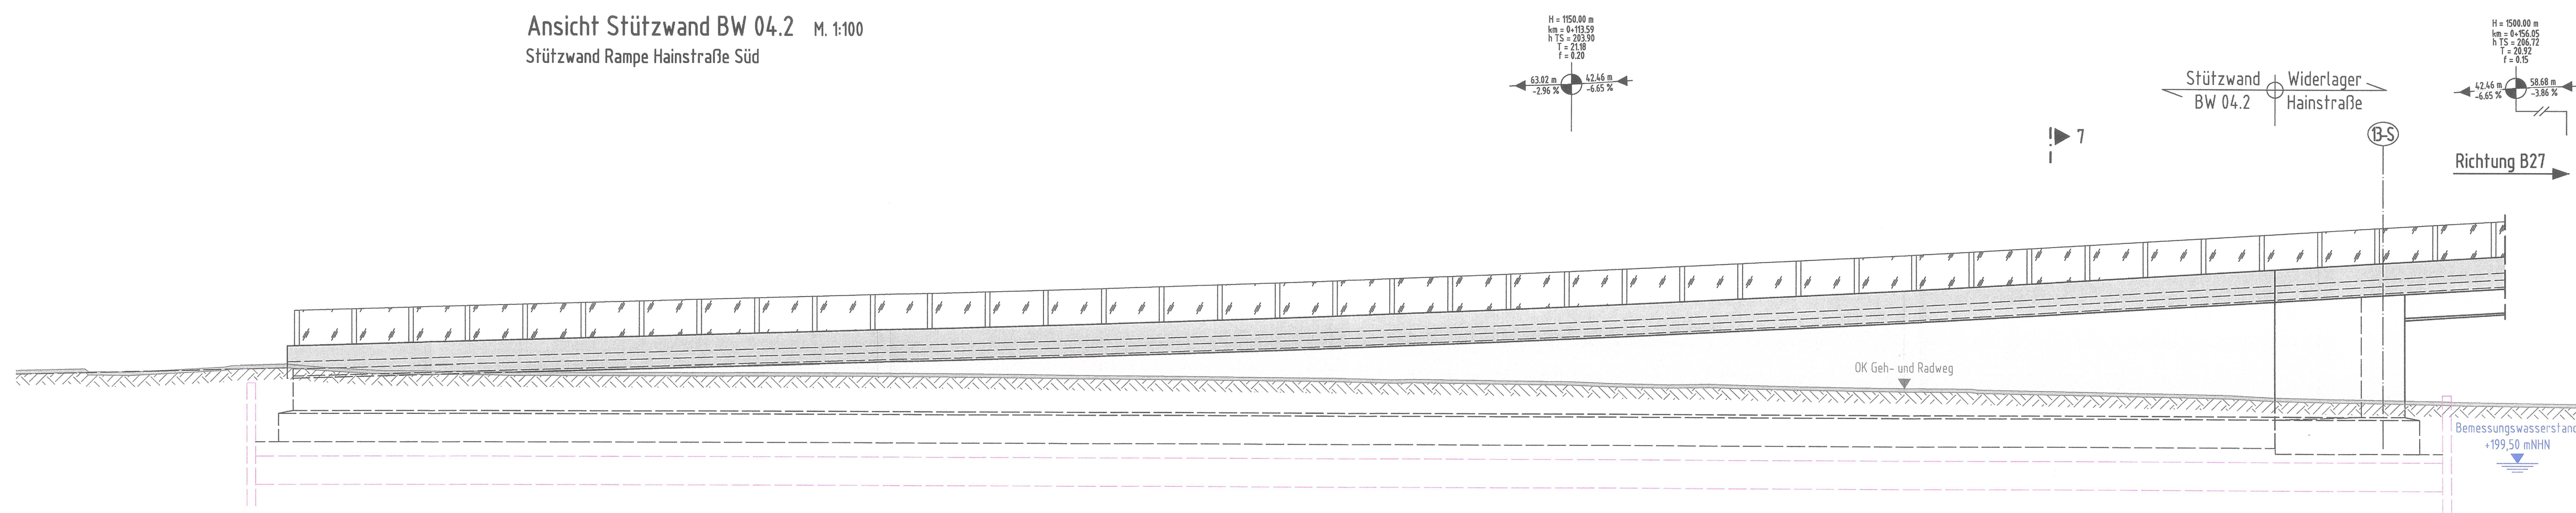 Ansicht Stützwand BW 04.2 M. 1:100
Stützwand Rampe Hainstraße Süd
H = 1150.00 m
km = 0+113.59
h TS = 203.90
T = 21.18
f = 0.20
63.02 m 42.46 m
-2.96 % -6.65 %
H = 1500.00 m
km = 0+156.05
h TS = 206.72
T = 20.92
f = 0.15
42.46 m 58.68 m
-6.65 % -3.86 %
Stützwand Widerlager
BW 04.2 Hainstraße
7
13-S
Richtung B27
OK Geh- und Radweg
Bemessungswasserstand
+199,50 mNHN